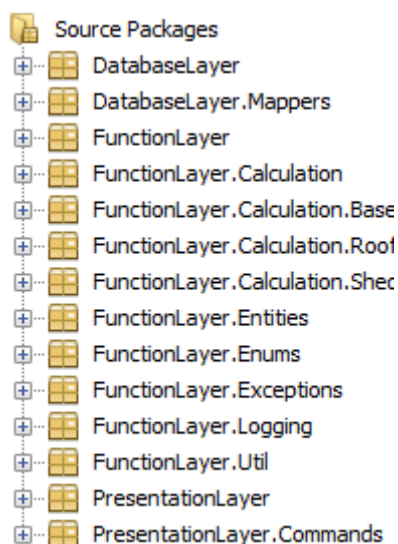 Source Packages
DatabaseLayer
DatabaseLayer.Mappers
FunctionLayer
FunctionLayer.Calculation
FunctionLayer.Calculation.Base
FunctionLayer.Calculation.Roof
FunctionLayer.Calculation.Shed
FunctionLayer.Entities
FunctionLayer.Enums
FunctionLayer.Exceptions
FunctionLayer.Logging
FunctionLayer.Util
PresentationLayer
PresentationLayer.Commands